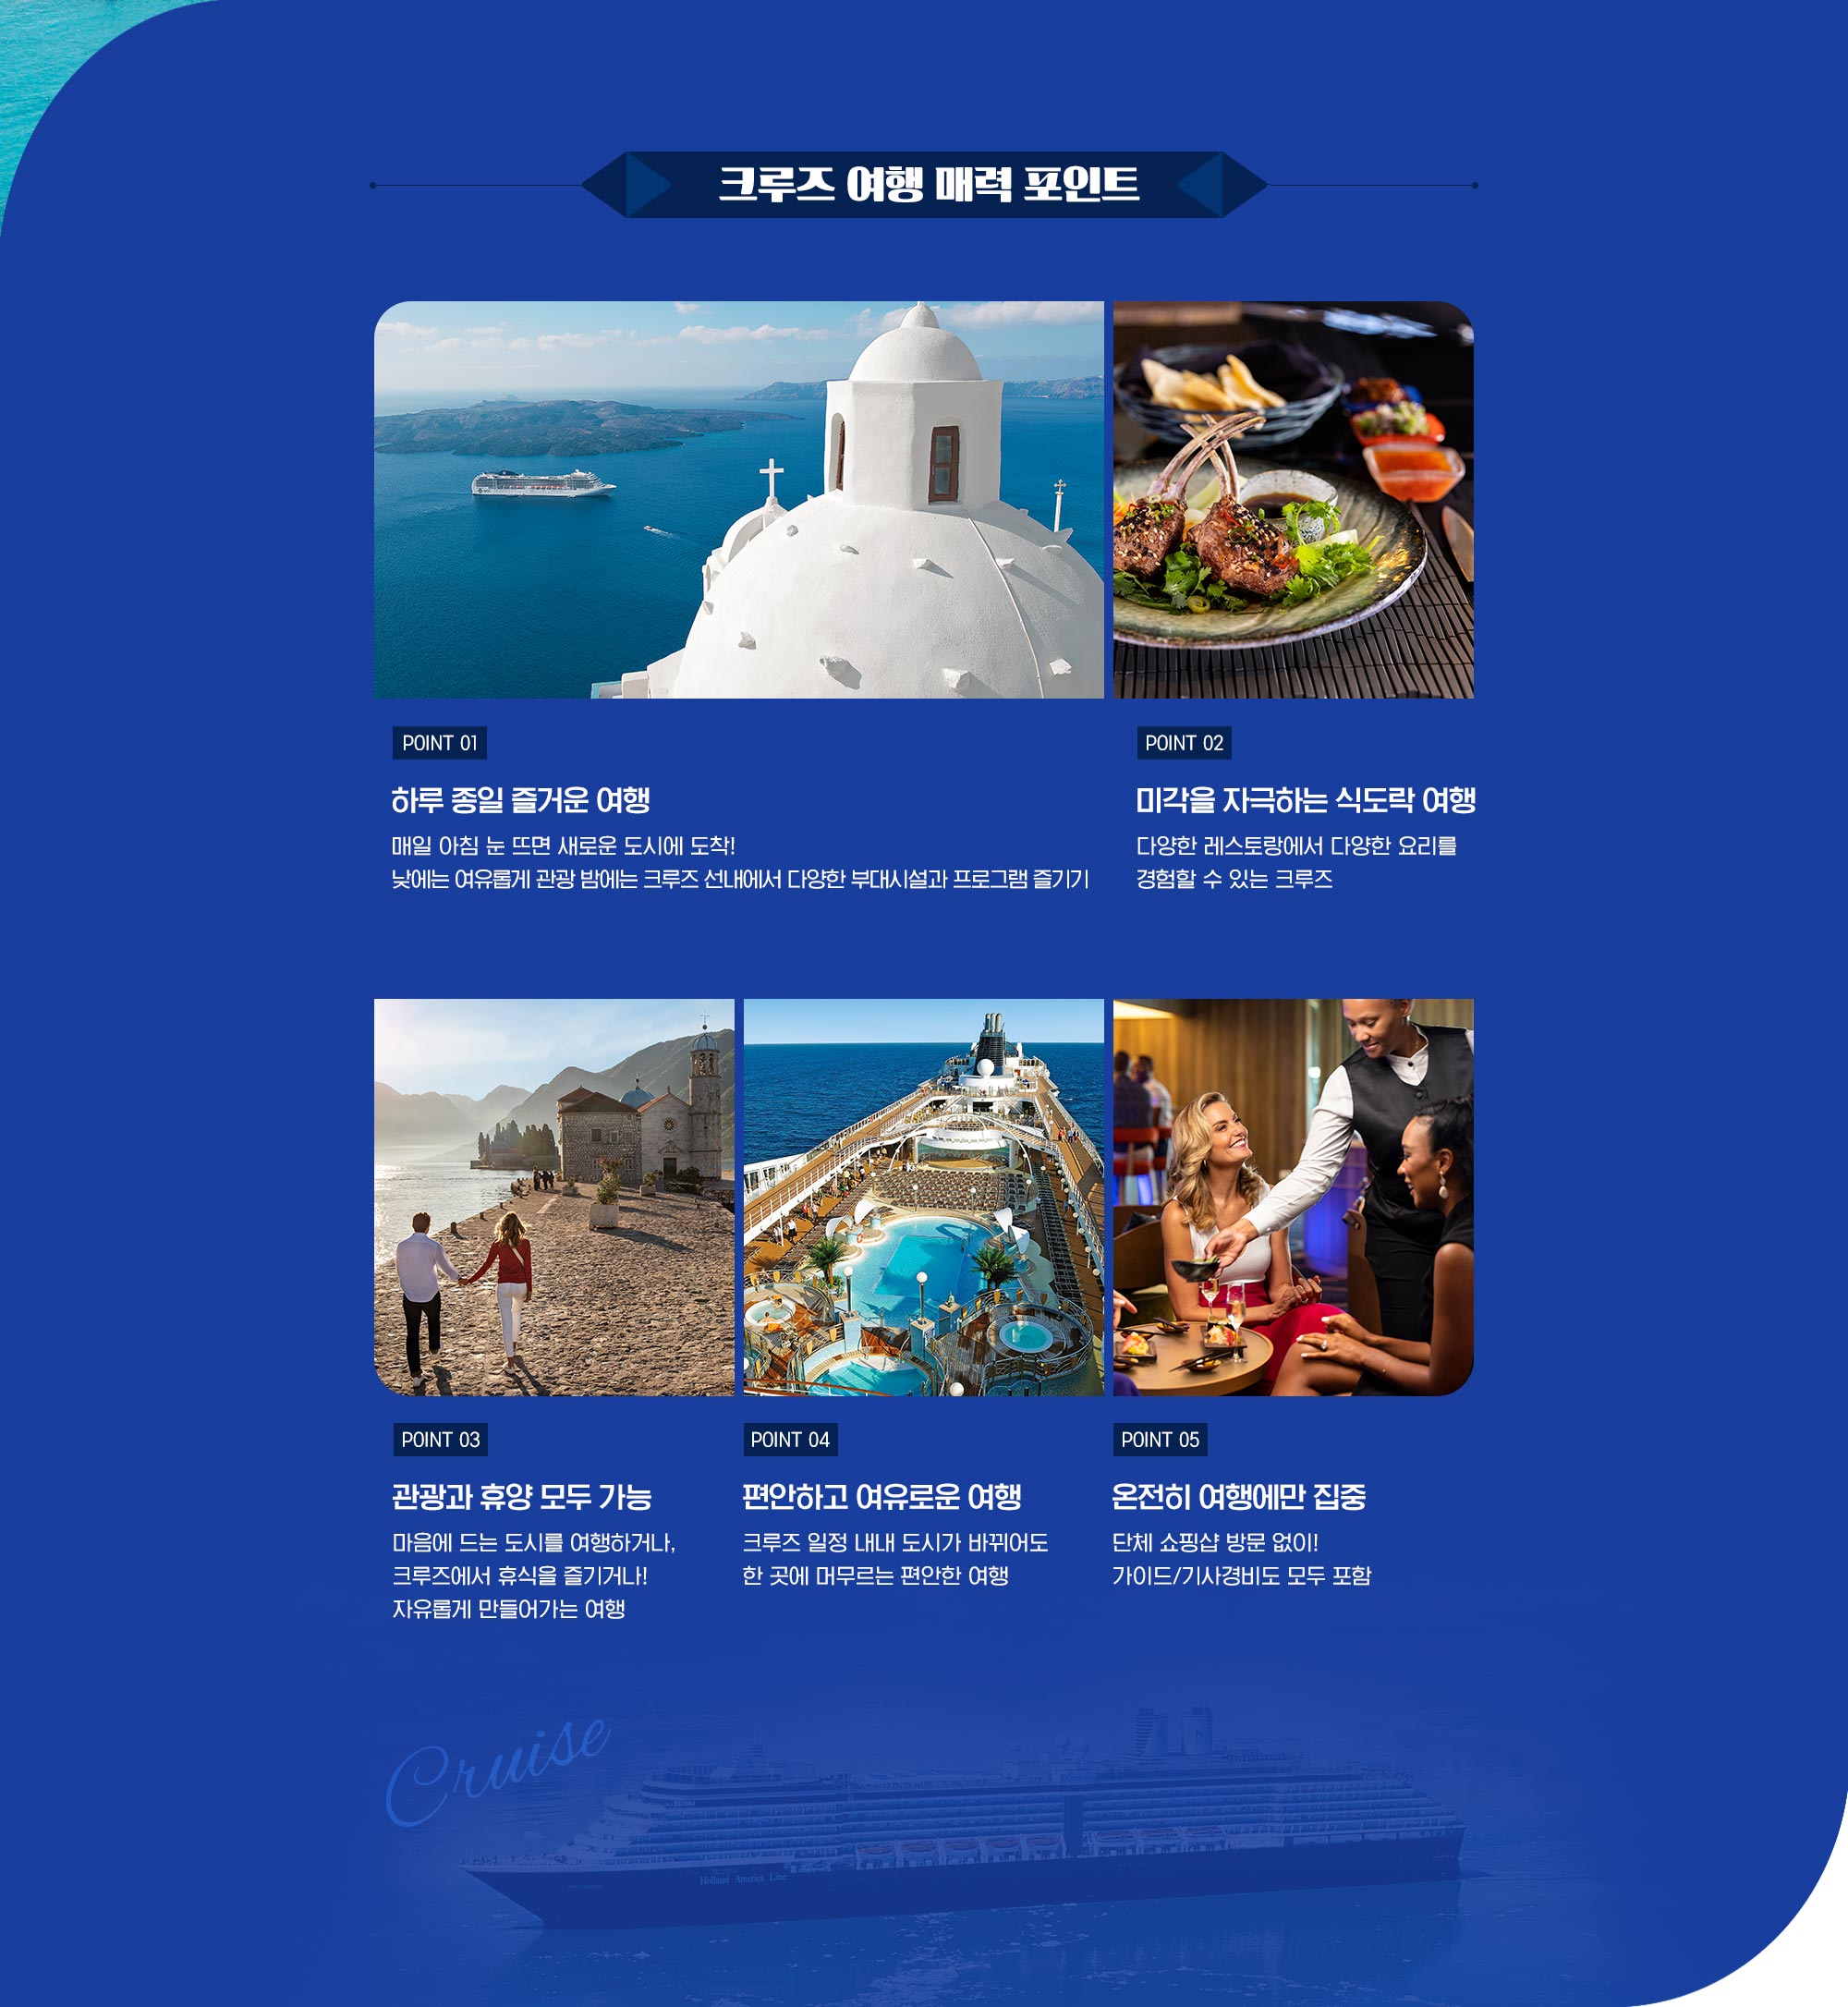 크루즈 여행 매력 포인트
POINT 01
하루 종일 즐거운 여행
매일 아침 눈 뜨면 새로운 도시에 도착!
낮에는 여유롭게 관광 밤에는 크루즈 선내에서 다양한 부대시설과 프로그램 즐기기
POINT 02
미각을 자극하는 식도락 여행
다양한 레스토랑에서 다양한 요리를
경험할 수 있는 크루즈
POINT 03
관광과 휴양 모두 가능
마음에 드는 도시를 여행하거나,
크루즈에서 휴식을 즐기거나!
자유롭게 만들어가는 여행
POINT 04
편안하고 여유로운 여행
크루즈 일정 내내 도시가 바뀌어도
한 곳에 머무르는 편안한 여행
POINT 05
온전히 여행에만 집중
단체 쇼핑샵 방문 없이!
가이드/기사경비도 모두 포함
Cruise
Holland America Line